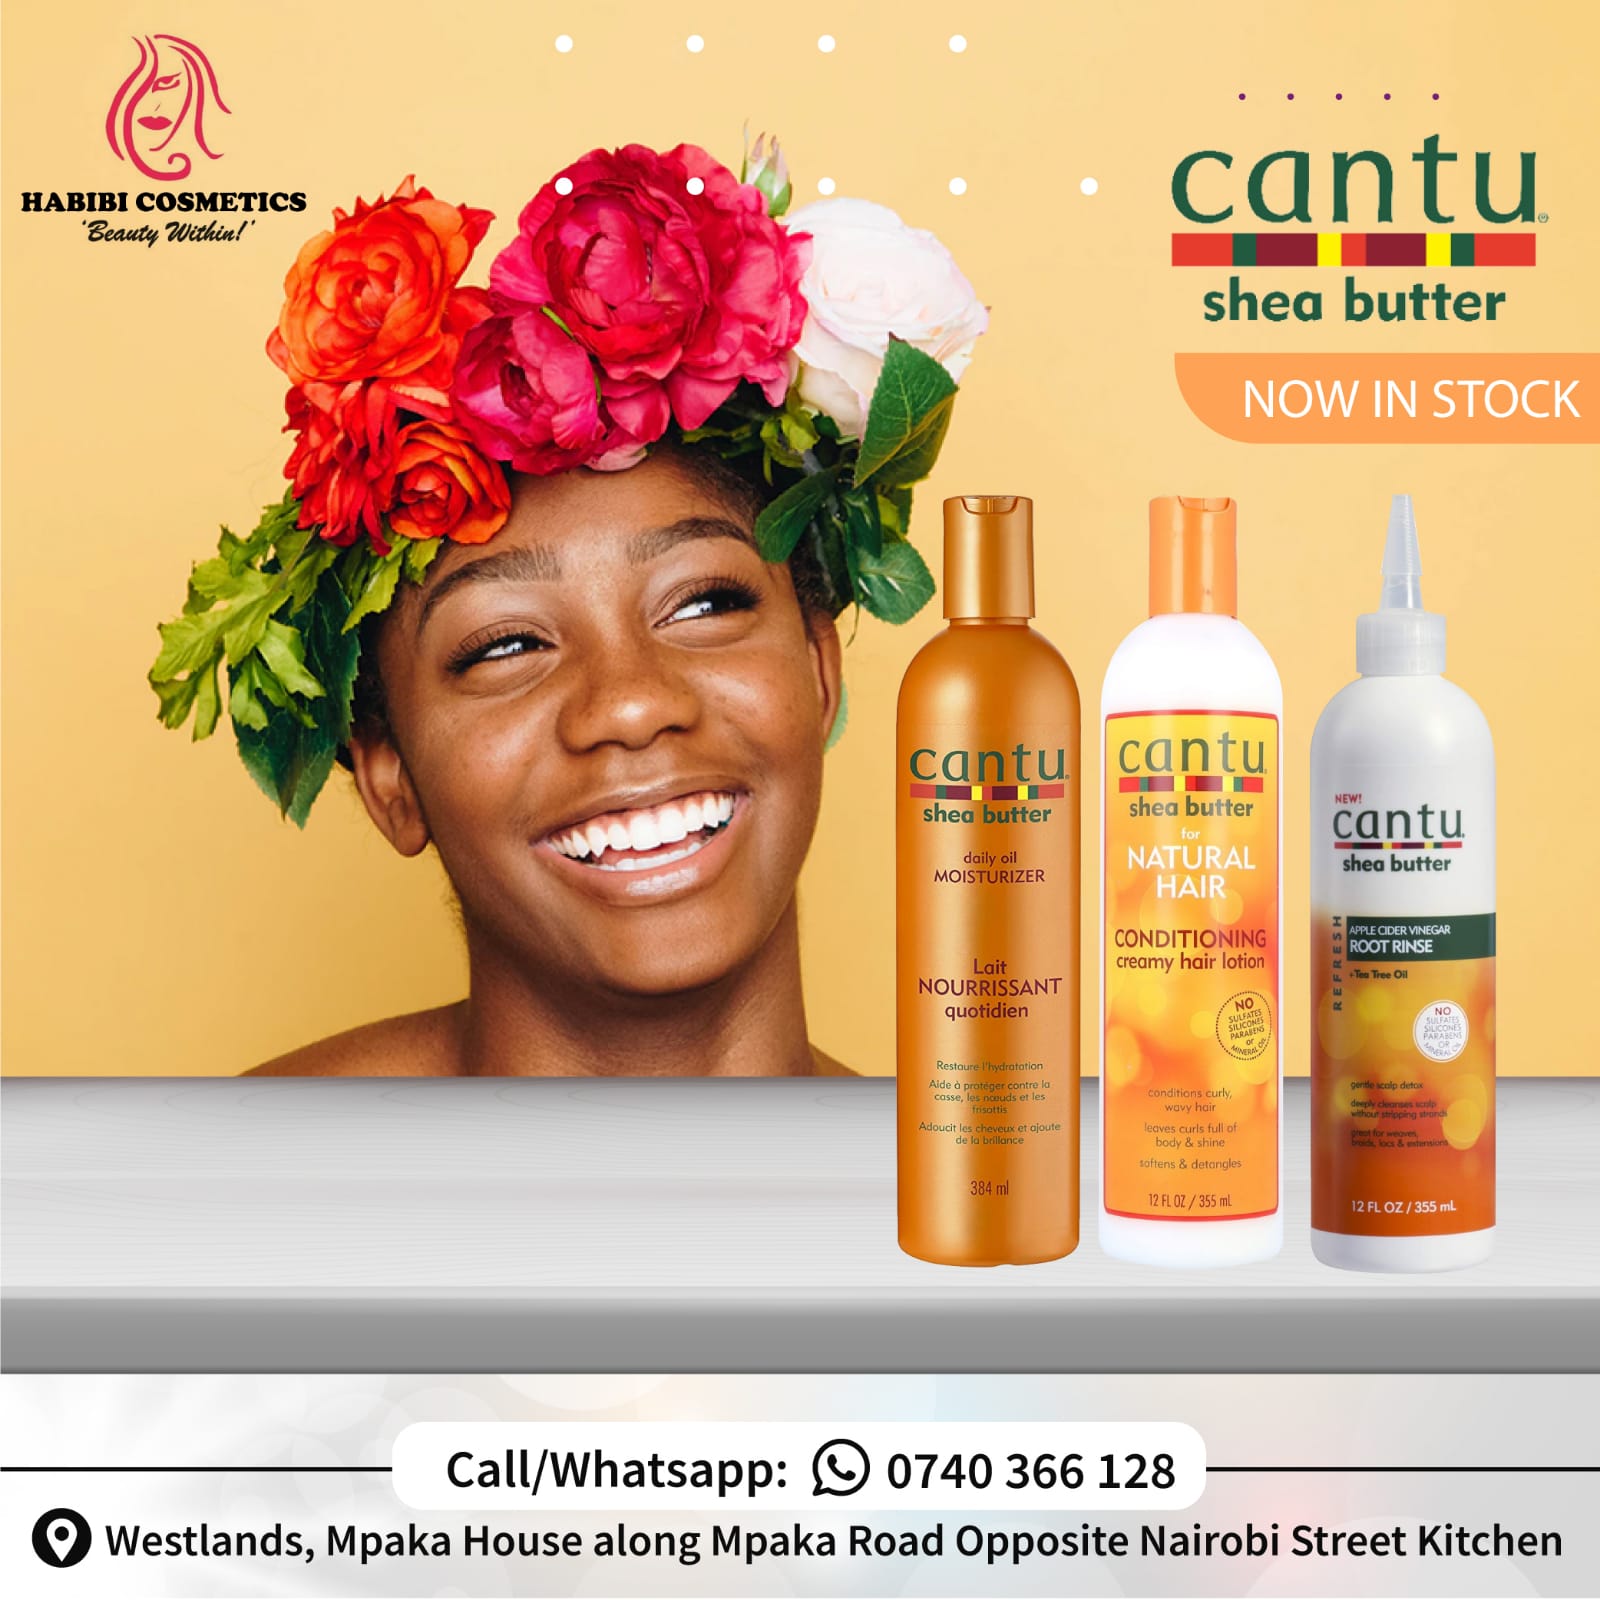 HABIBI COSMETICS
'Beauty Within!'
cantu®
shea butter
NOW IN STOCK
cantu®
shea butter
daily oil
MOISTURIZER
Lait
NOURRISSANT
quotidien
Restaure l'hydratation
Aide à protéger contre la
casse, les nœuds et les
frisottis
Adoucit les cheveux et ajoute
de la brillance
384 ml
cantu®
shea butter
for
NATURAL
HAIR
CONDITIONING
creamy hair lotion
NO
SULFATES
SILICONES
PARABENS
or
MINERAL OIL
conditions curly,
wavy hair
leaves curls full of
body & shine
softens & detangles
12 FL OZ / 355 mL
NEW!
cantu®
shea butter
REFRESH
APPLE CIDER VINEGAR
ROOT RINSE
+Tea Tree Oil
NO
SULFATES
SILICONES
PARABENS
OR
MINERAL OIL
gentle scalp detox
deeply cleanses scalp
without stripping strands
great for weaves,
braids, locs & extensions
12 FL OZ / 355 mL
Call/Whatsapp: 0740 366 128
Westlands, Mpaka House along Mpaka Road Opposite Nairobi Street Kitchen